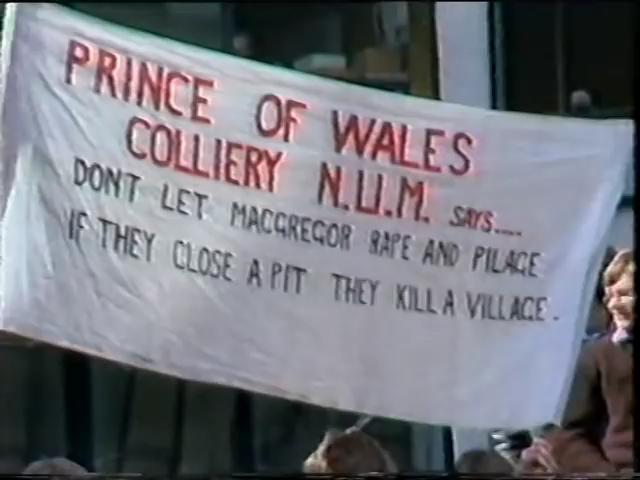 PRINCE OF WALES
COLLIERY N.U.M. SAYS....
DONT LET MACGREGOR RAPE AND PILAGE
IF THEY CLOSE A PIT THEY KILL A VILLAGE.